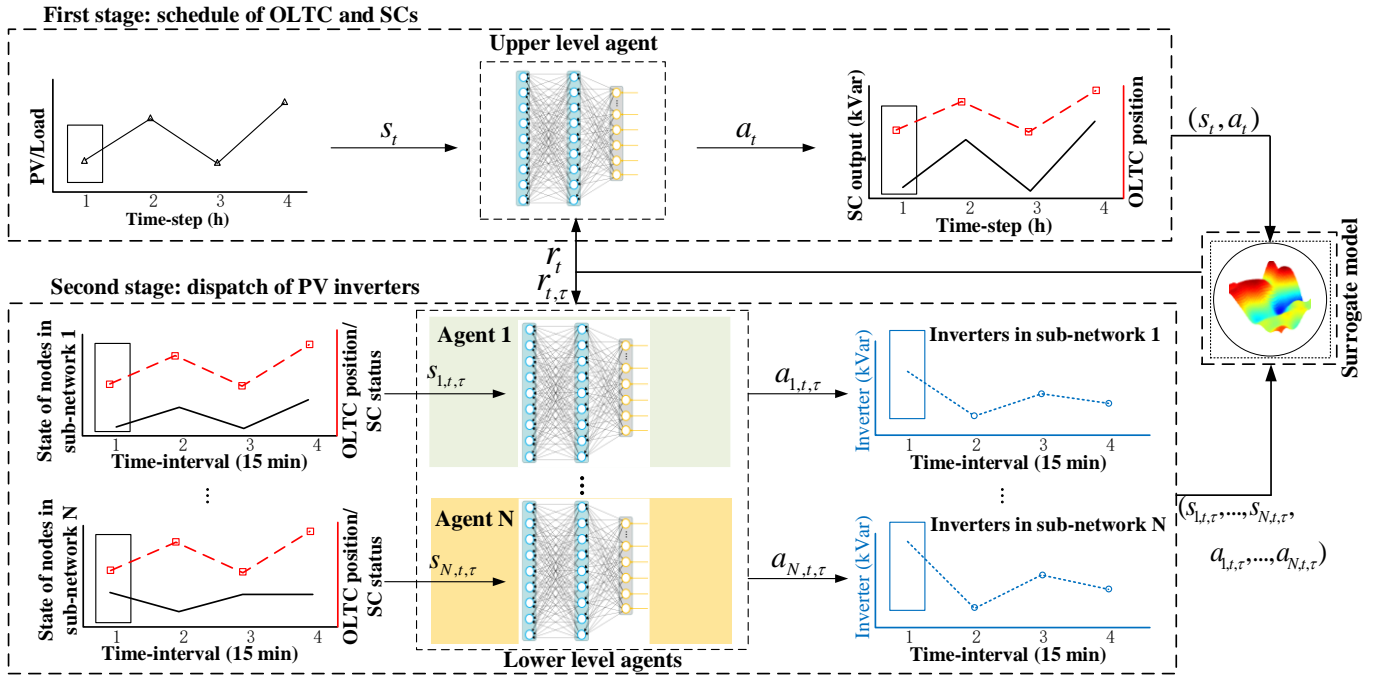 First stage: schedule of OLTC and SCs
Upper level agent
PV/Load
1 2 3 4
Time-step (h)
s_t
a_t
SC output (kVar)
OLTC position
1 2 3 4
Time-step (h)
(s_t, a_t)
r_t
r_{t,τ}
Surrogate model
Second stage: dispatch of PV inverters
State of nodes in
sub-network 1
OLTC position/
SC status
1 2 3 4
Time-interval (15 min)
s_{1,t,τ}
Agent 1
a_{1,t,τ}
Inverters in sub-network 1
Inverter (kVar)
1 2 3 4
Time-interval (15 min)
⋮
⋮
⋮
State of nodes in
sub-network N
OLTC position/
SC status
1 2 3 4
Time-interval (15 min)
s_{N,t,τ}
Agent N
a_{N,t,τ}
Inverters in sub-network N
Inverter (kVar)
1 2 3 4
Time-interval (15 min)
(s_{1,t,τ},...,s_{N,t,τ},
a_{1,t,τ},...,a_{N,t,τ})
Lower level agents